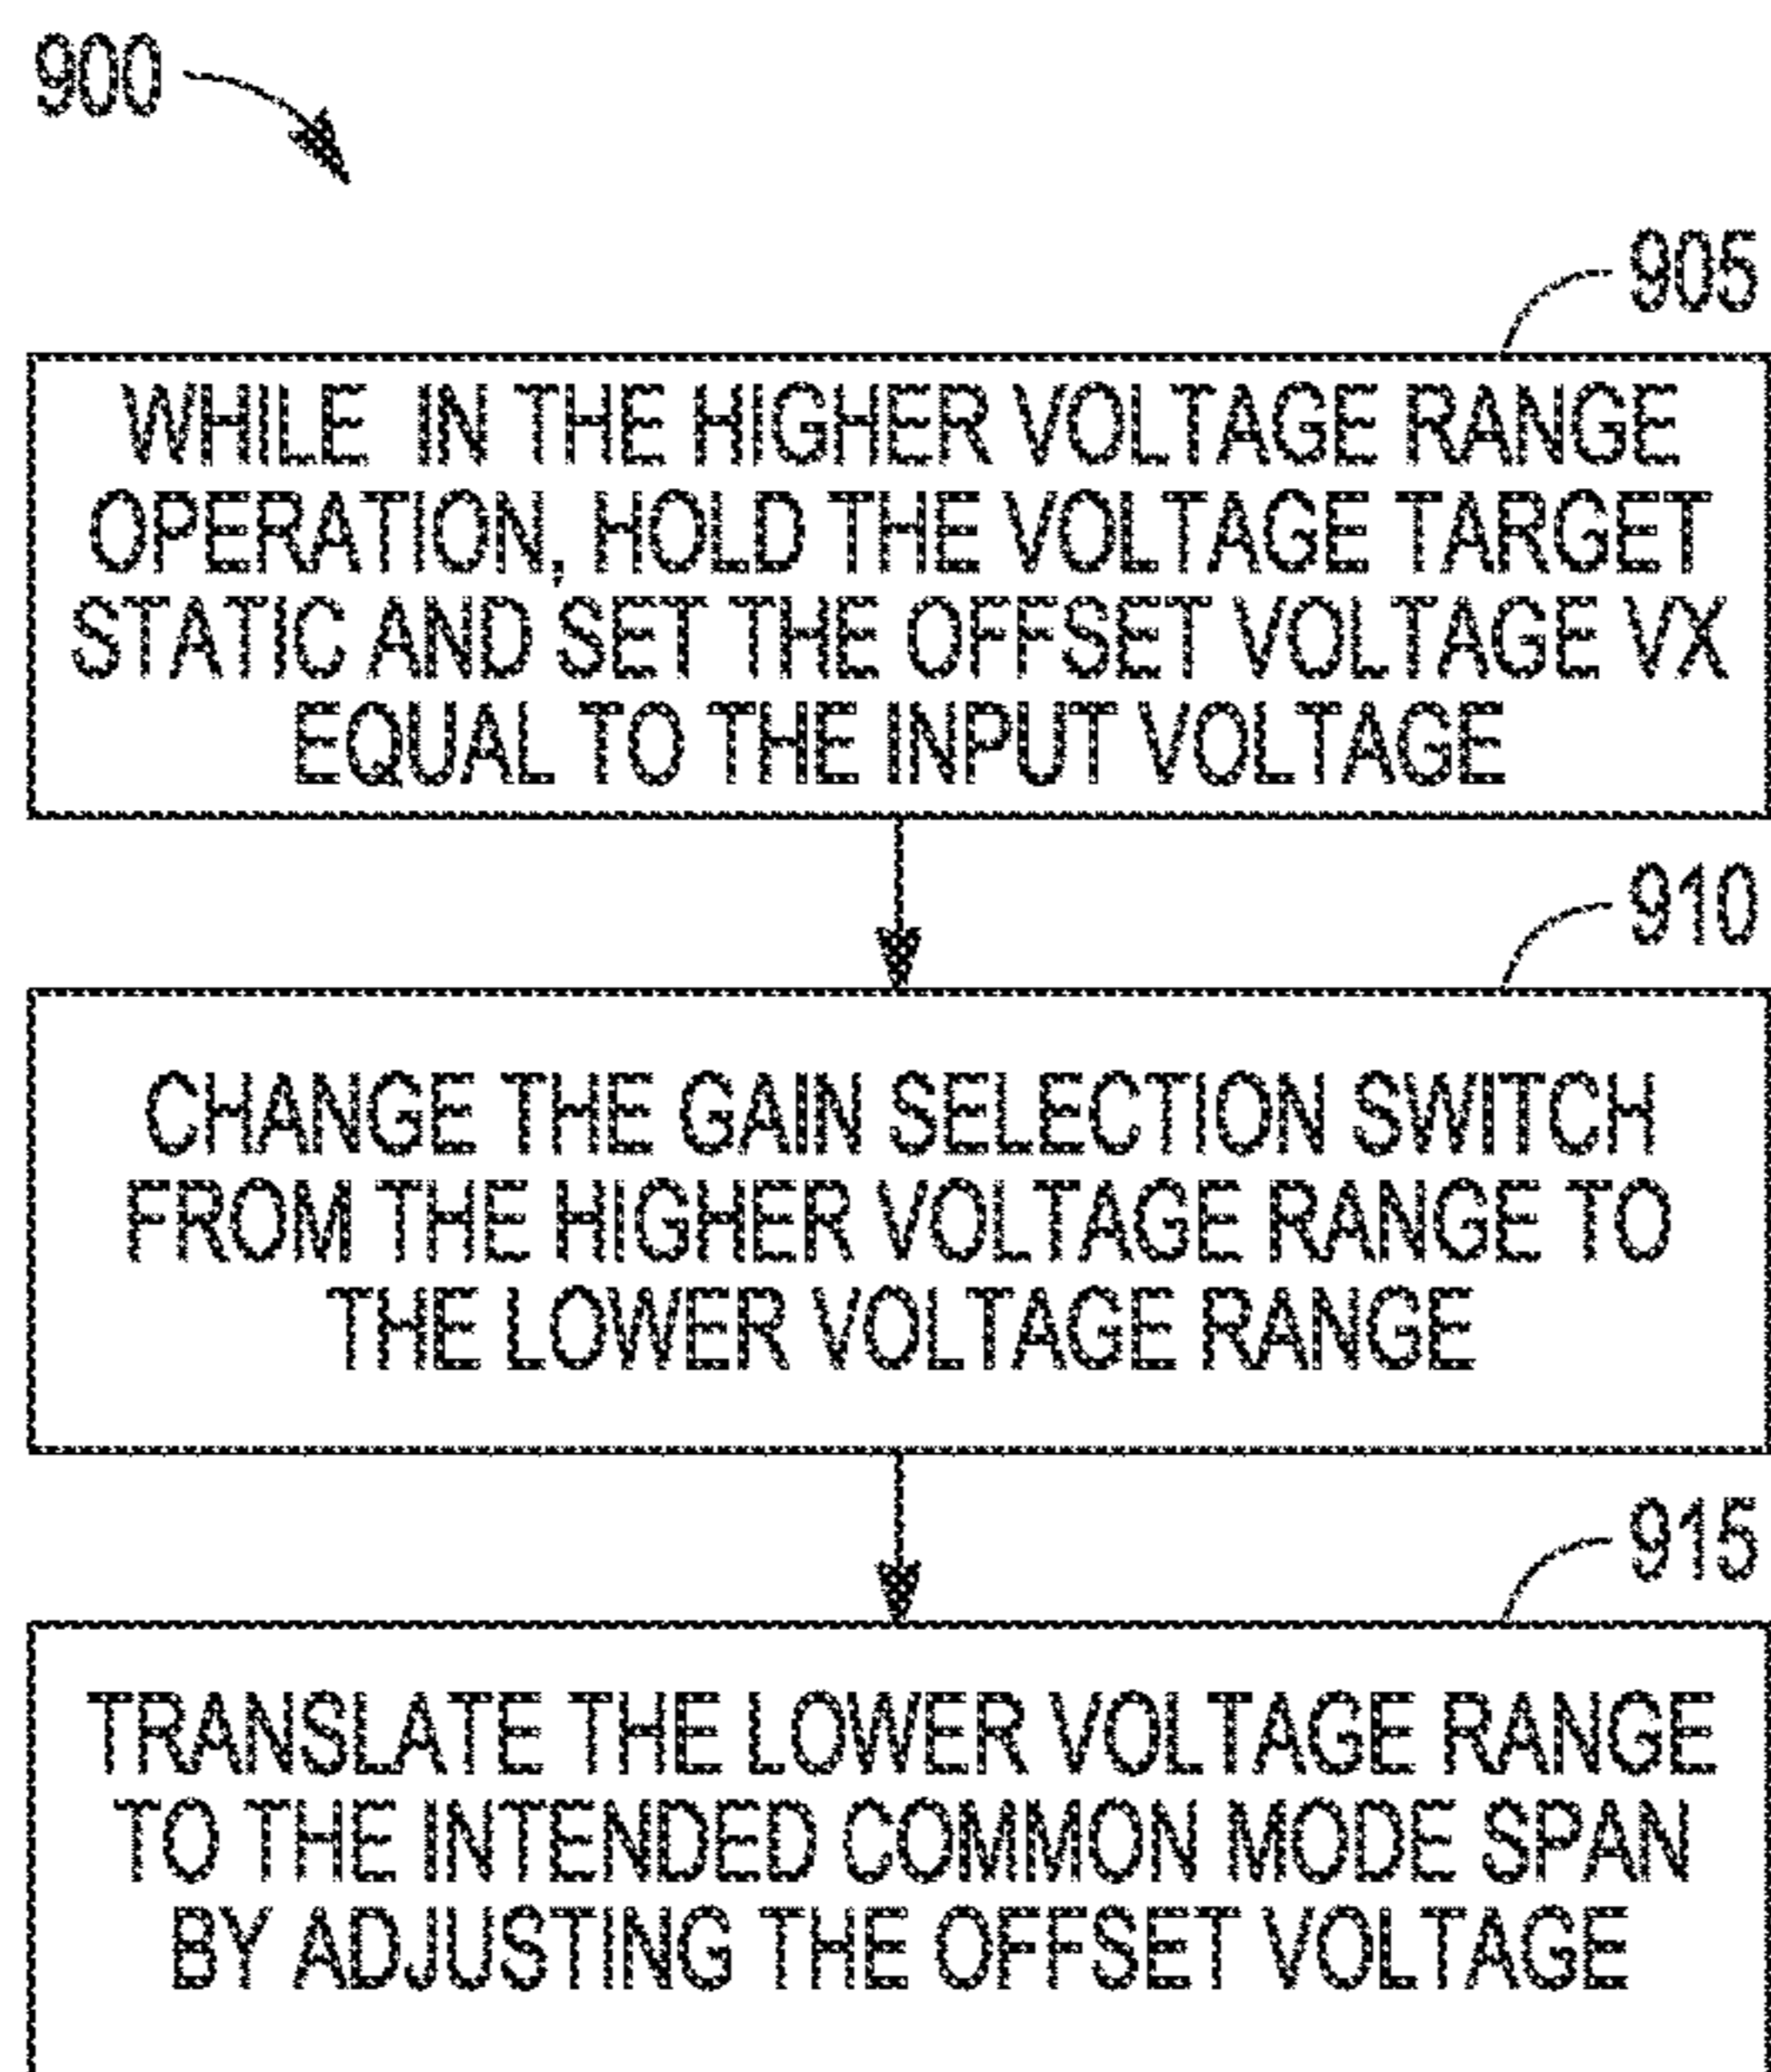 900
905
WHILE IN THE HIGHER VOLTAGE RANGE
OPERATION, HOLD THE VOLTAGE TARGET
STATIC AND SET THE OFFSET VOLTAGE VX
EQUAL TO THE INPUT VOLTAGE
910
CHANGE THE GAIN SELECTION SWITCH
FROM THE HIGHER VOLTAGE RANGE TO
THE LOWER VOLTAGE RANGE
915
TRANSLATE THE LOWER VOLTAGE RANGE
TO THE INTENDED COMMON MODE SPAN
BY ADJUSTING THE OFFSET VOLTAGE